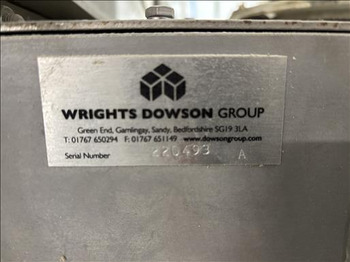 WRIGHTS DOWSON GROUP
Green End, Gamlingay, Sandy, Bedfordshire SG19 3LA
T: 01767 650294 F: 01767 651149 www.dowsongroup.com
Serial Number 220493 A